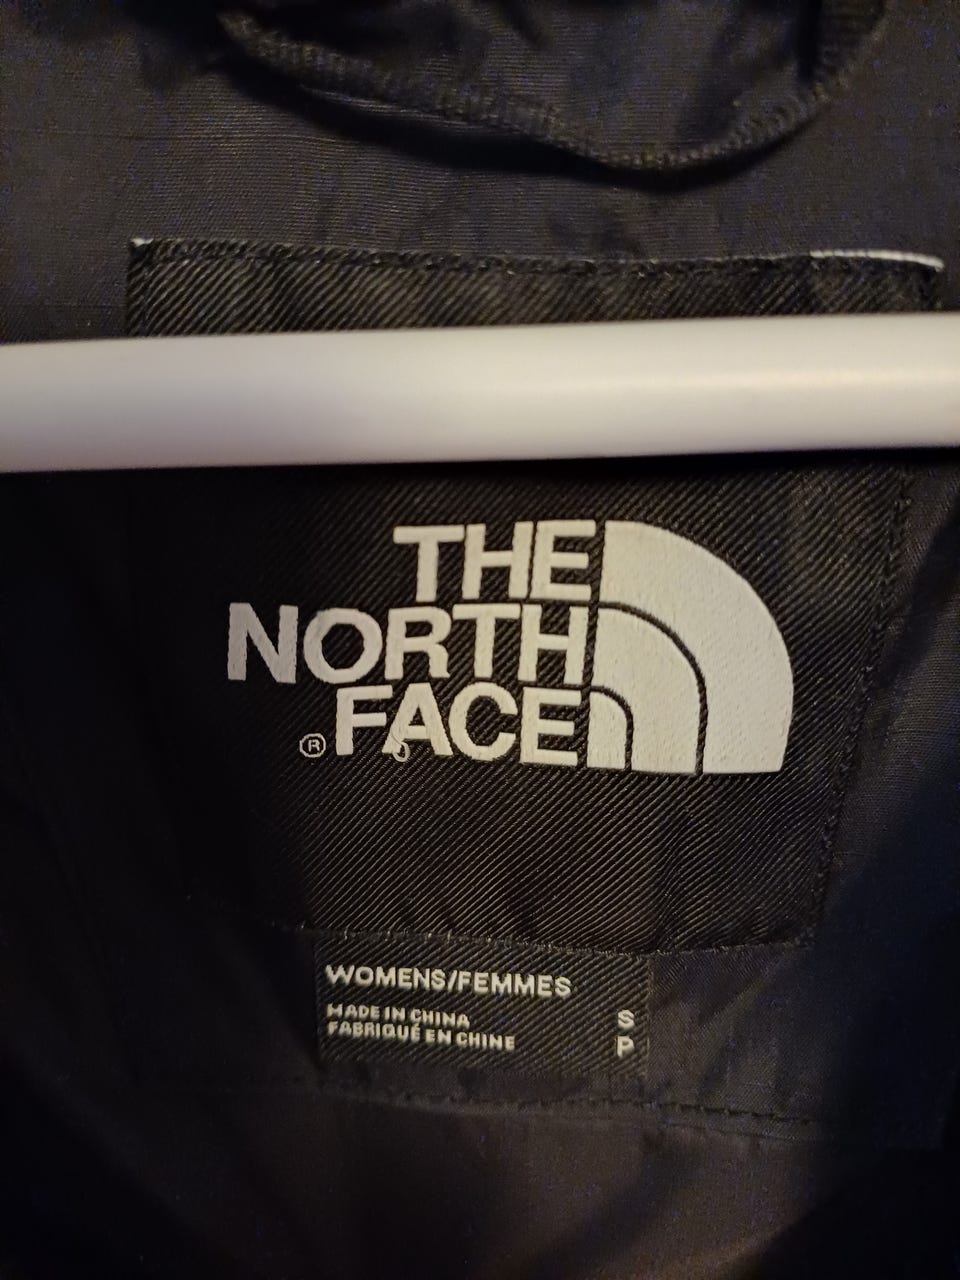 THE
NORTH
FACE
®
WOMENS/FEMMES
MADE IN CHINA
FABRIQUÉ EN CHINE
S
P